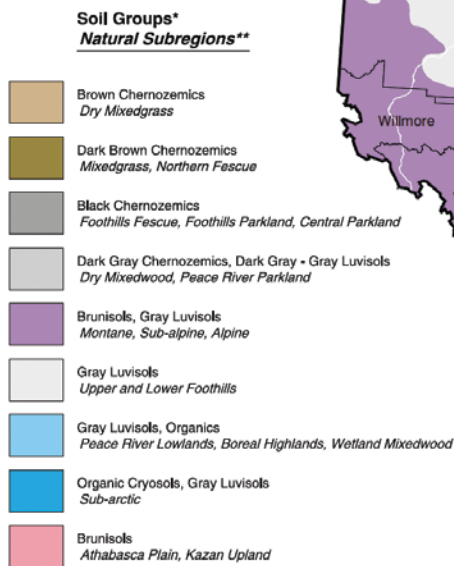 Soil Groups*
Natural Subregions**
Brown Chernozemics
Dry Mixedgrass
Dark Brown Chernozemics
Mixedgrass, Northern Fescue
Black Chernozemics
Foothills Fescue, Foothills Parkland, Central Parkland
Dark Gray Chernozemics, Dark Gray - Gray Luvisols
Dry Mixedwood, Peace River Parkland
Brunisols, Gray Luvisols
Montane, Sub-alpine, Alpine
Gray Luvisols
Upper and Lower Foothills
Gray Luvisols, Organics
Peace River Lowlands, Boreal Highlands, Wetland Mixedwood
Organic Cryosols, Gray Luvisols
Sub-arctic
Brunisols
Athabasca Plain, Kazan Upland
Willmore